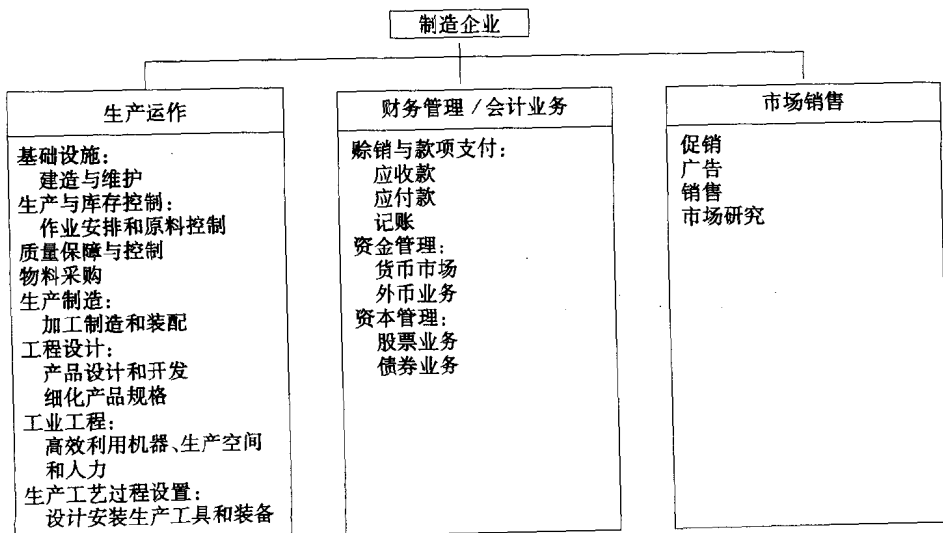 制造企业
生产运作
基础设施：
建造与维护
生产与库存控制：
作业安排和原料控制
质量保障与控制
物料采购
生产制造：
加工制造和装配
工程设计：
产品设计和开发
细化产品规格
工业工程：
高效利用机器、生产空间
和人力
生产工艺过程设置：
设计安装生产工具和装备
财务管理/会计业务
赊销与款项支付：
应收款
应付款
记账
资金管理：
货币市场
外币业务
资本管理：
股票业务
债券业务
市场销售
促销
广告
销售
市场研究